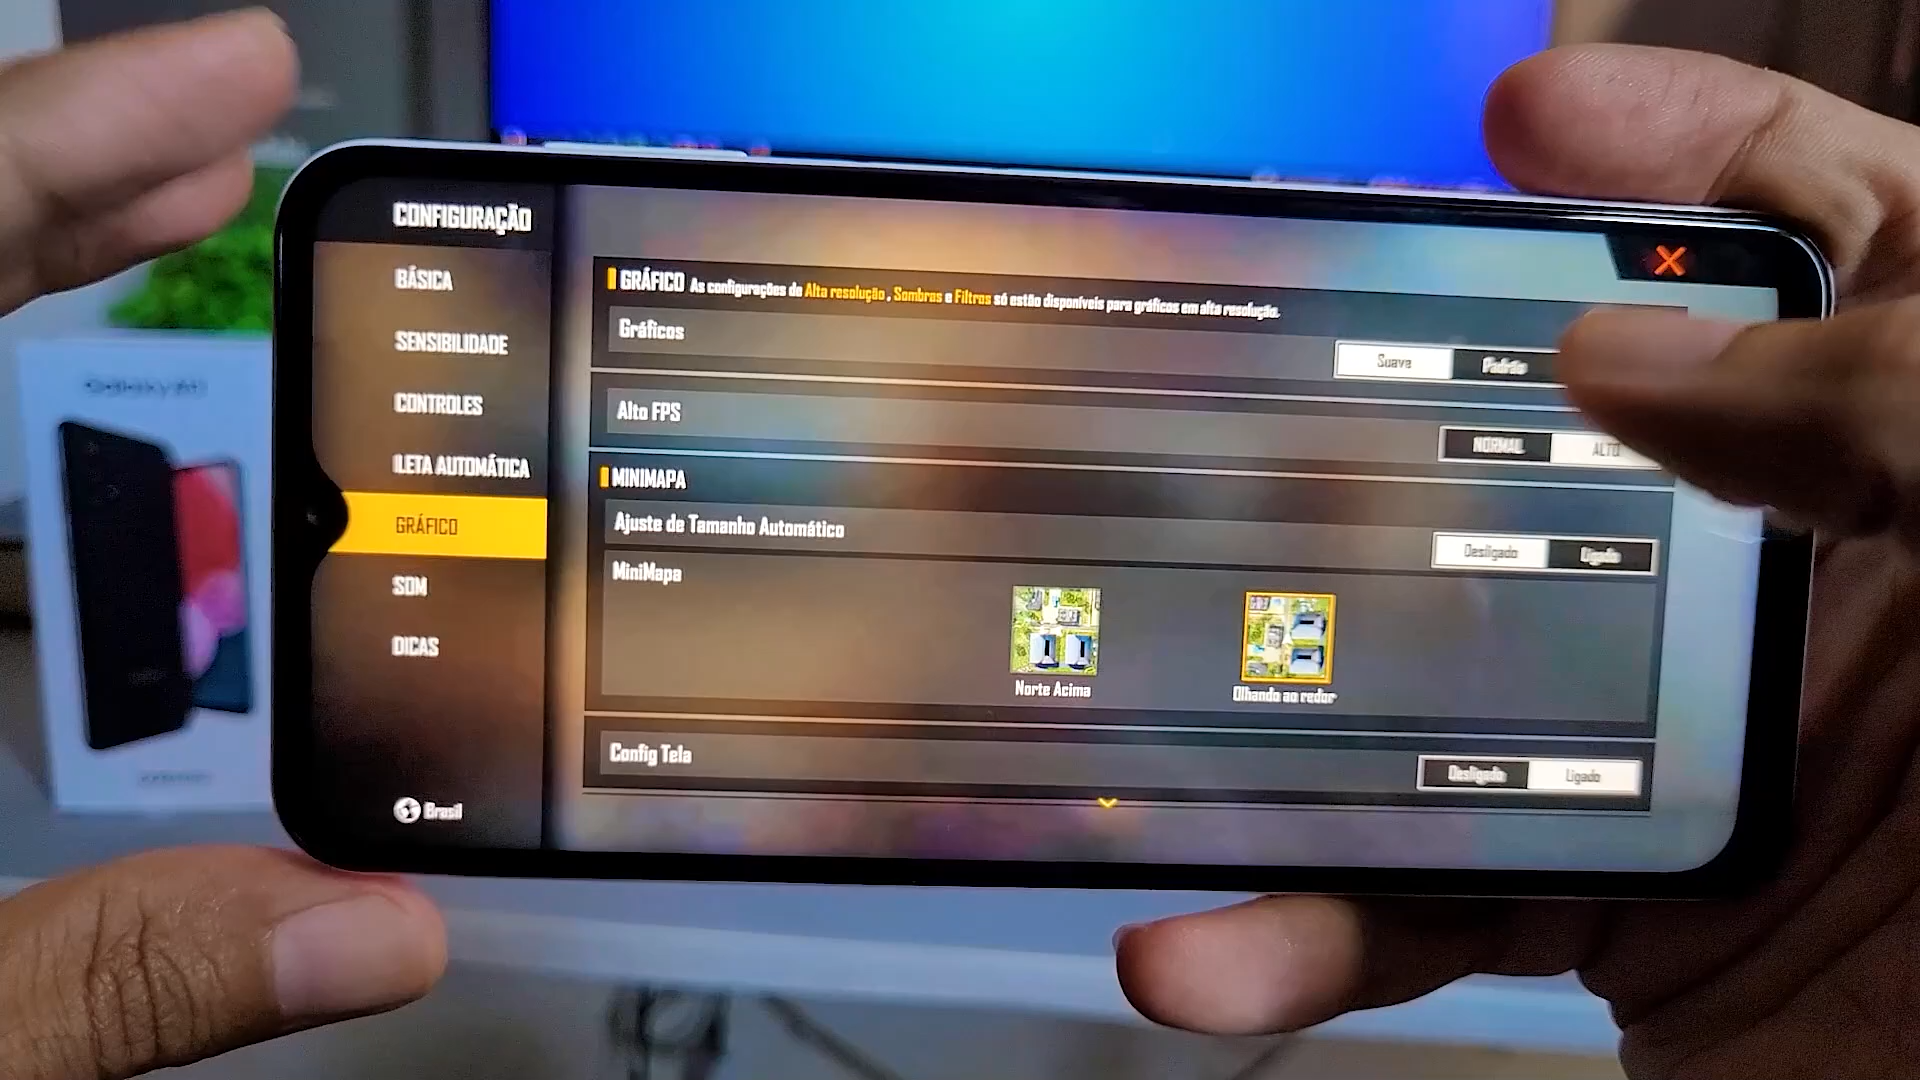 CONFIGURAÇÃO
BÁSICA
SENSIBILIDADE
CONTROLES
ILETA AUTOMÁTICA
GRÁFICO
SOM
DICAS
Brasil
GRÁFICO As configurações de Alta resolução, Sombras e Filtros só estão disponíveis para gráficos em alta resolução.
Gráficos
Suave Padrão
Alto FPS
NORMAL ALTO
MINIMAPA
Ajuste de Tamanho Automático
Desligado Ligado
MiniMapa
Norte Acima
Olhando ao redor
Config Tela
Desligado Ligado